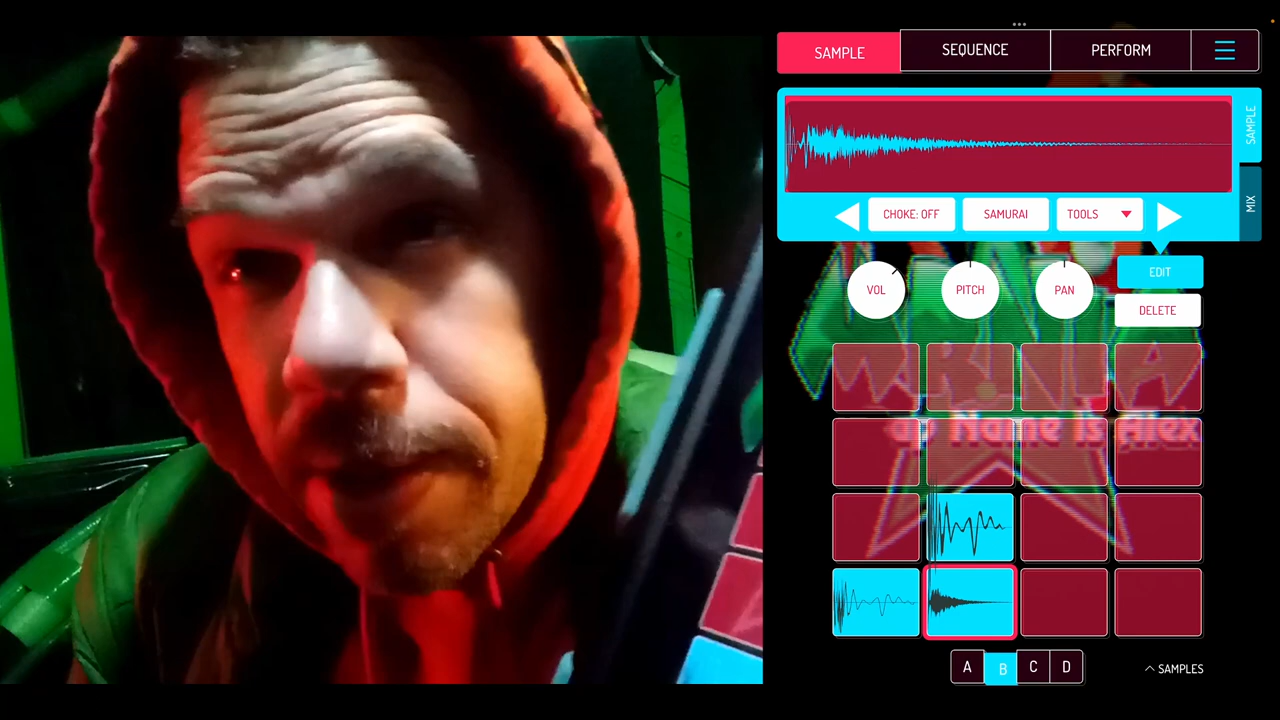 SAMPLE
SEQUENCE
PERFORM
SAMPLE
MIX
CHOKE: OFF
SAMURAI
TOOLS
VOL
PITCH
PAN
EDIT
DELETE
Name Is Alex
A
B
C
D
SAMPLES